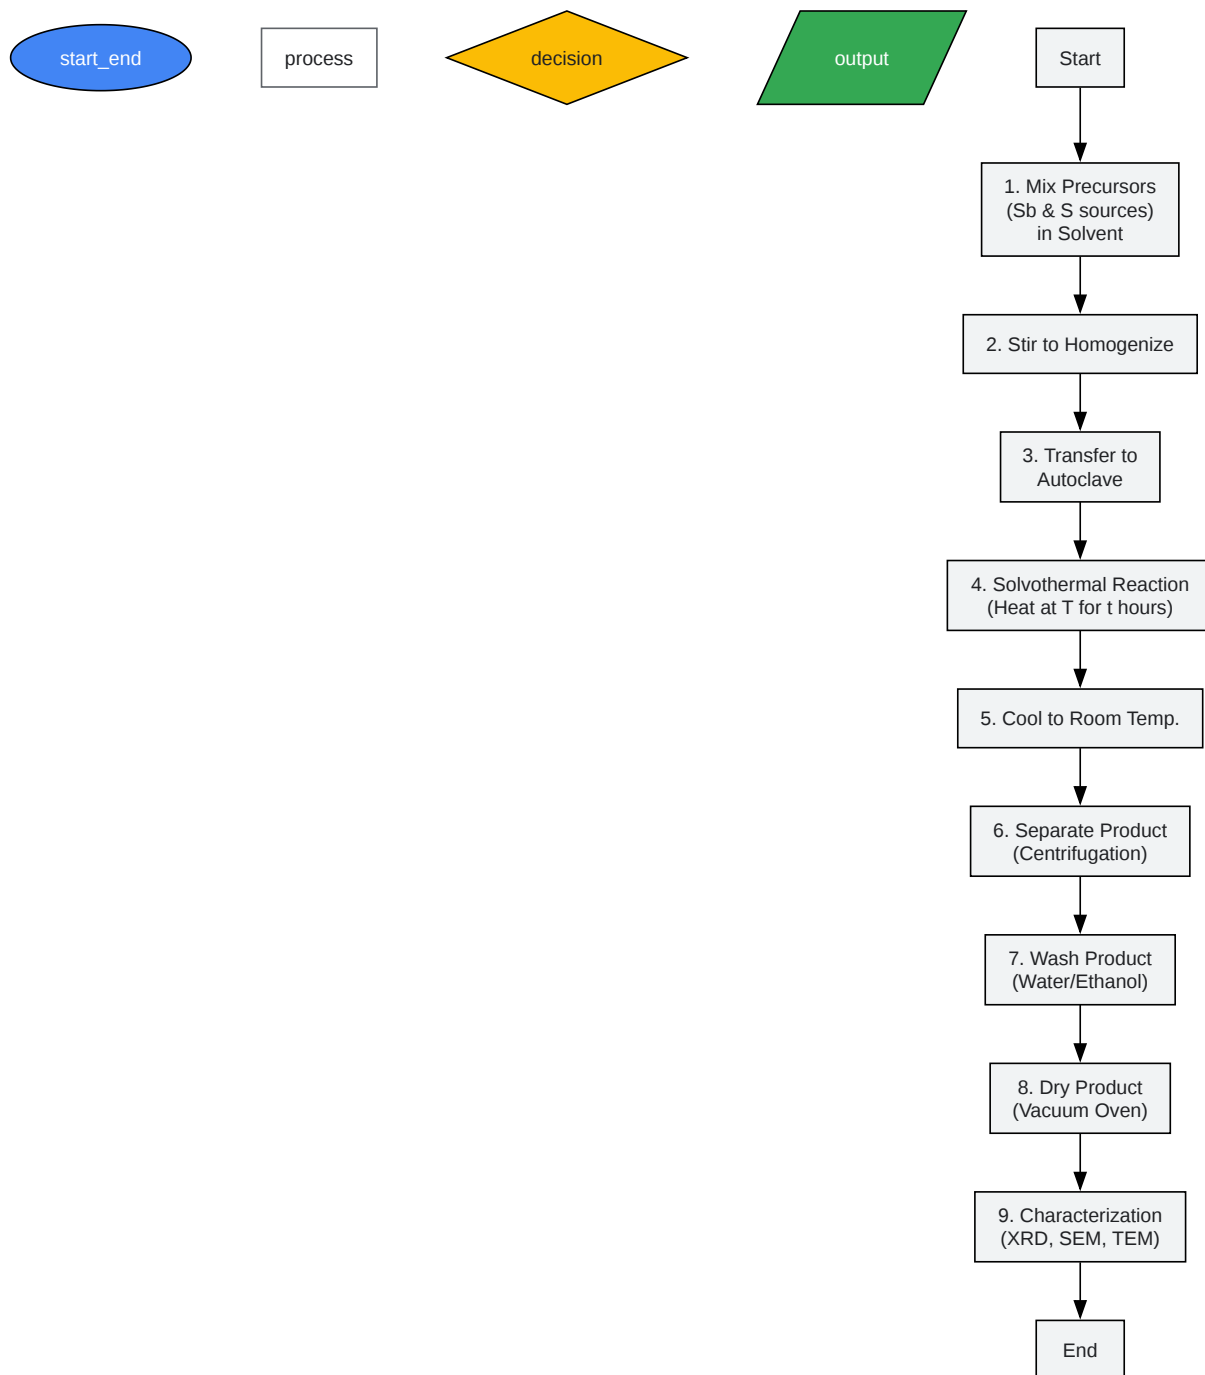 start_end
process
decision
output
Start
1. Mix Precursors
(Sb & S sources)
in Solvent
2. Stir to Homogenize
3. Transfer to
Autoclave
4. Solvothermal Reaction
(Heat at T for t hours)
5. Cool to Room Temp.
6. Separate Product
(Centrifugation)
7. Wash Product
(Water/Ethanol)
8. Dry Product
(Vacuum Oven)
9. Characterization
(XRD, SEM, TEM)
End